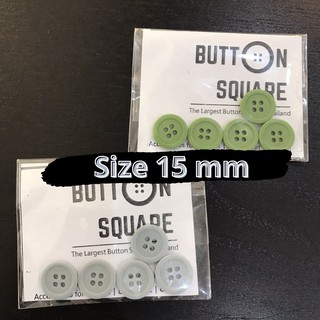 BUTTON
SQUARE
The Largest Button
Size 15 mm
BUTTON
SQUARE
The Largest Button